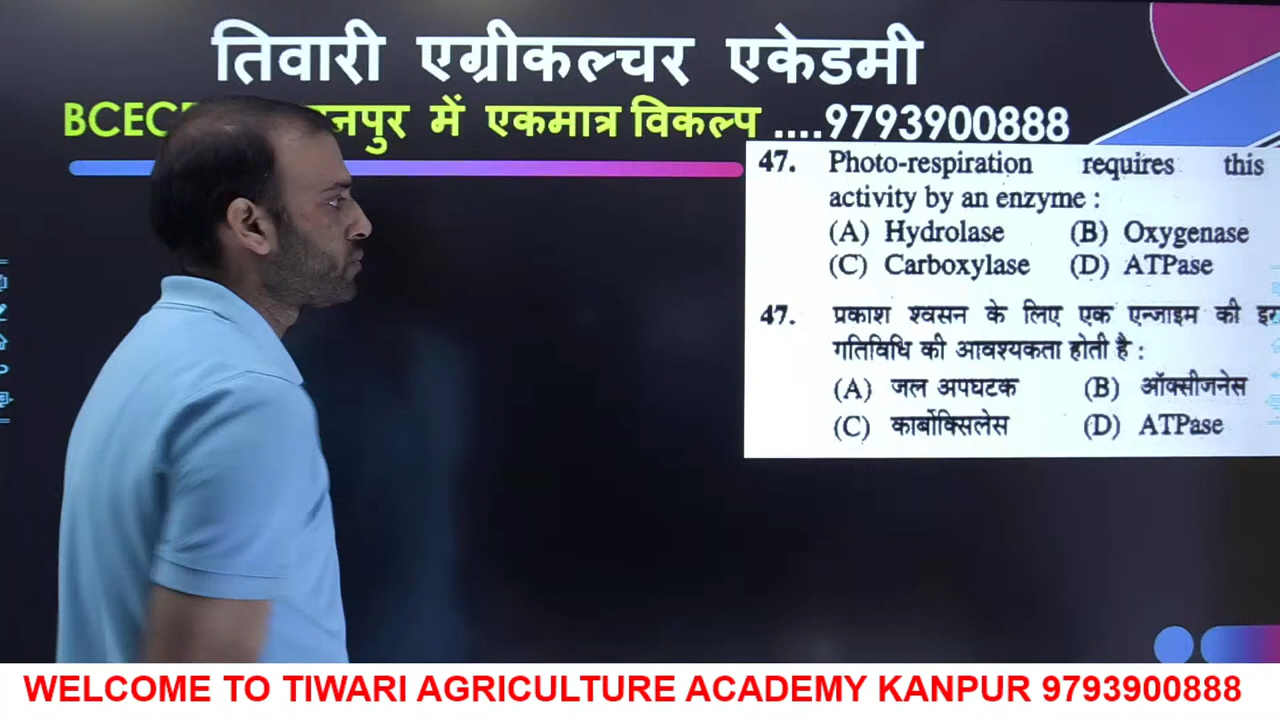 तिवारी एग्रीकल्चर एकेडमी
में एकमात्र विकल्प ....9793900888
47. Photo-respiration requires this
activity by an enzyme :
(A) Hydrolase (B) Oxygenase
(C) Carboxylase (D) ATPase
47. प्रकाश श्वसन के लिए एक एन्जाइम की
गतिविधि की आवश्यकता होती है :
(A) जल अपघटक (B) ऑक्सीजनेस
(C) कार्बोक्सिलेस (D) ATPase
WELCOME TO TIWARI AGRICULTURE ACADEMY KANPUR 9793900888